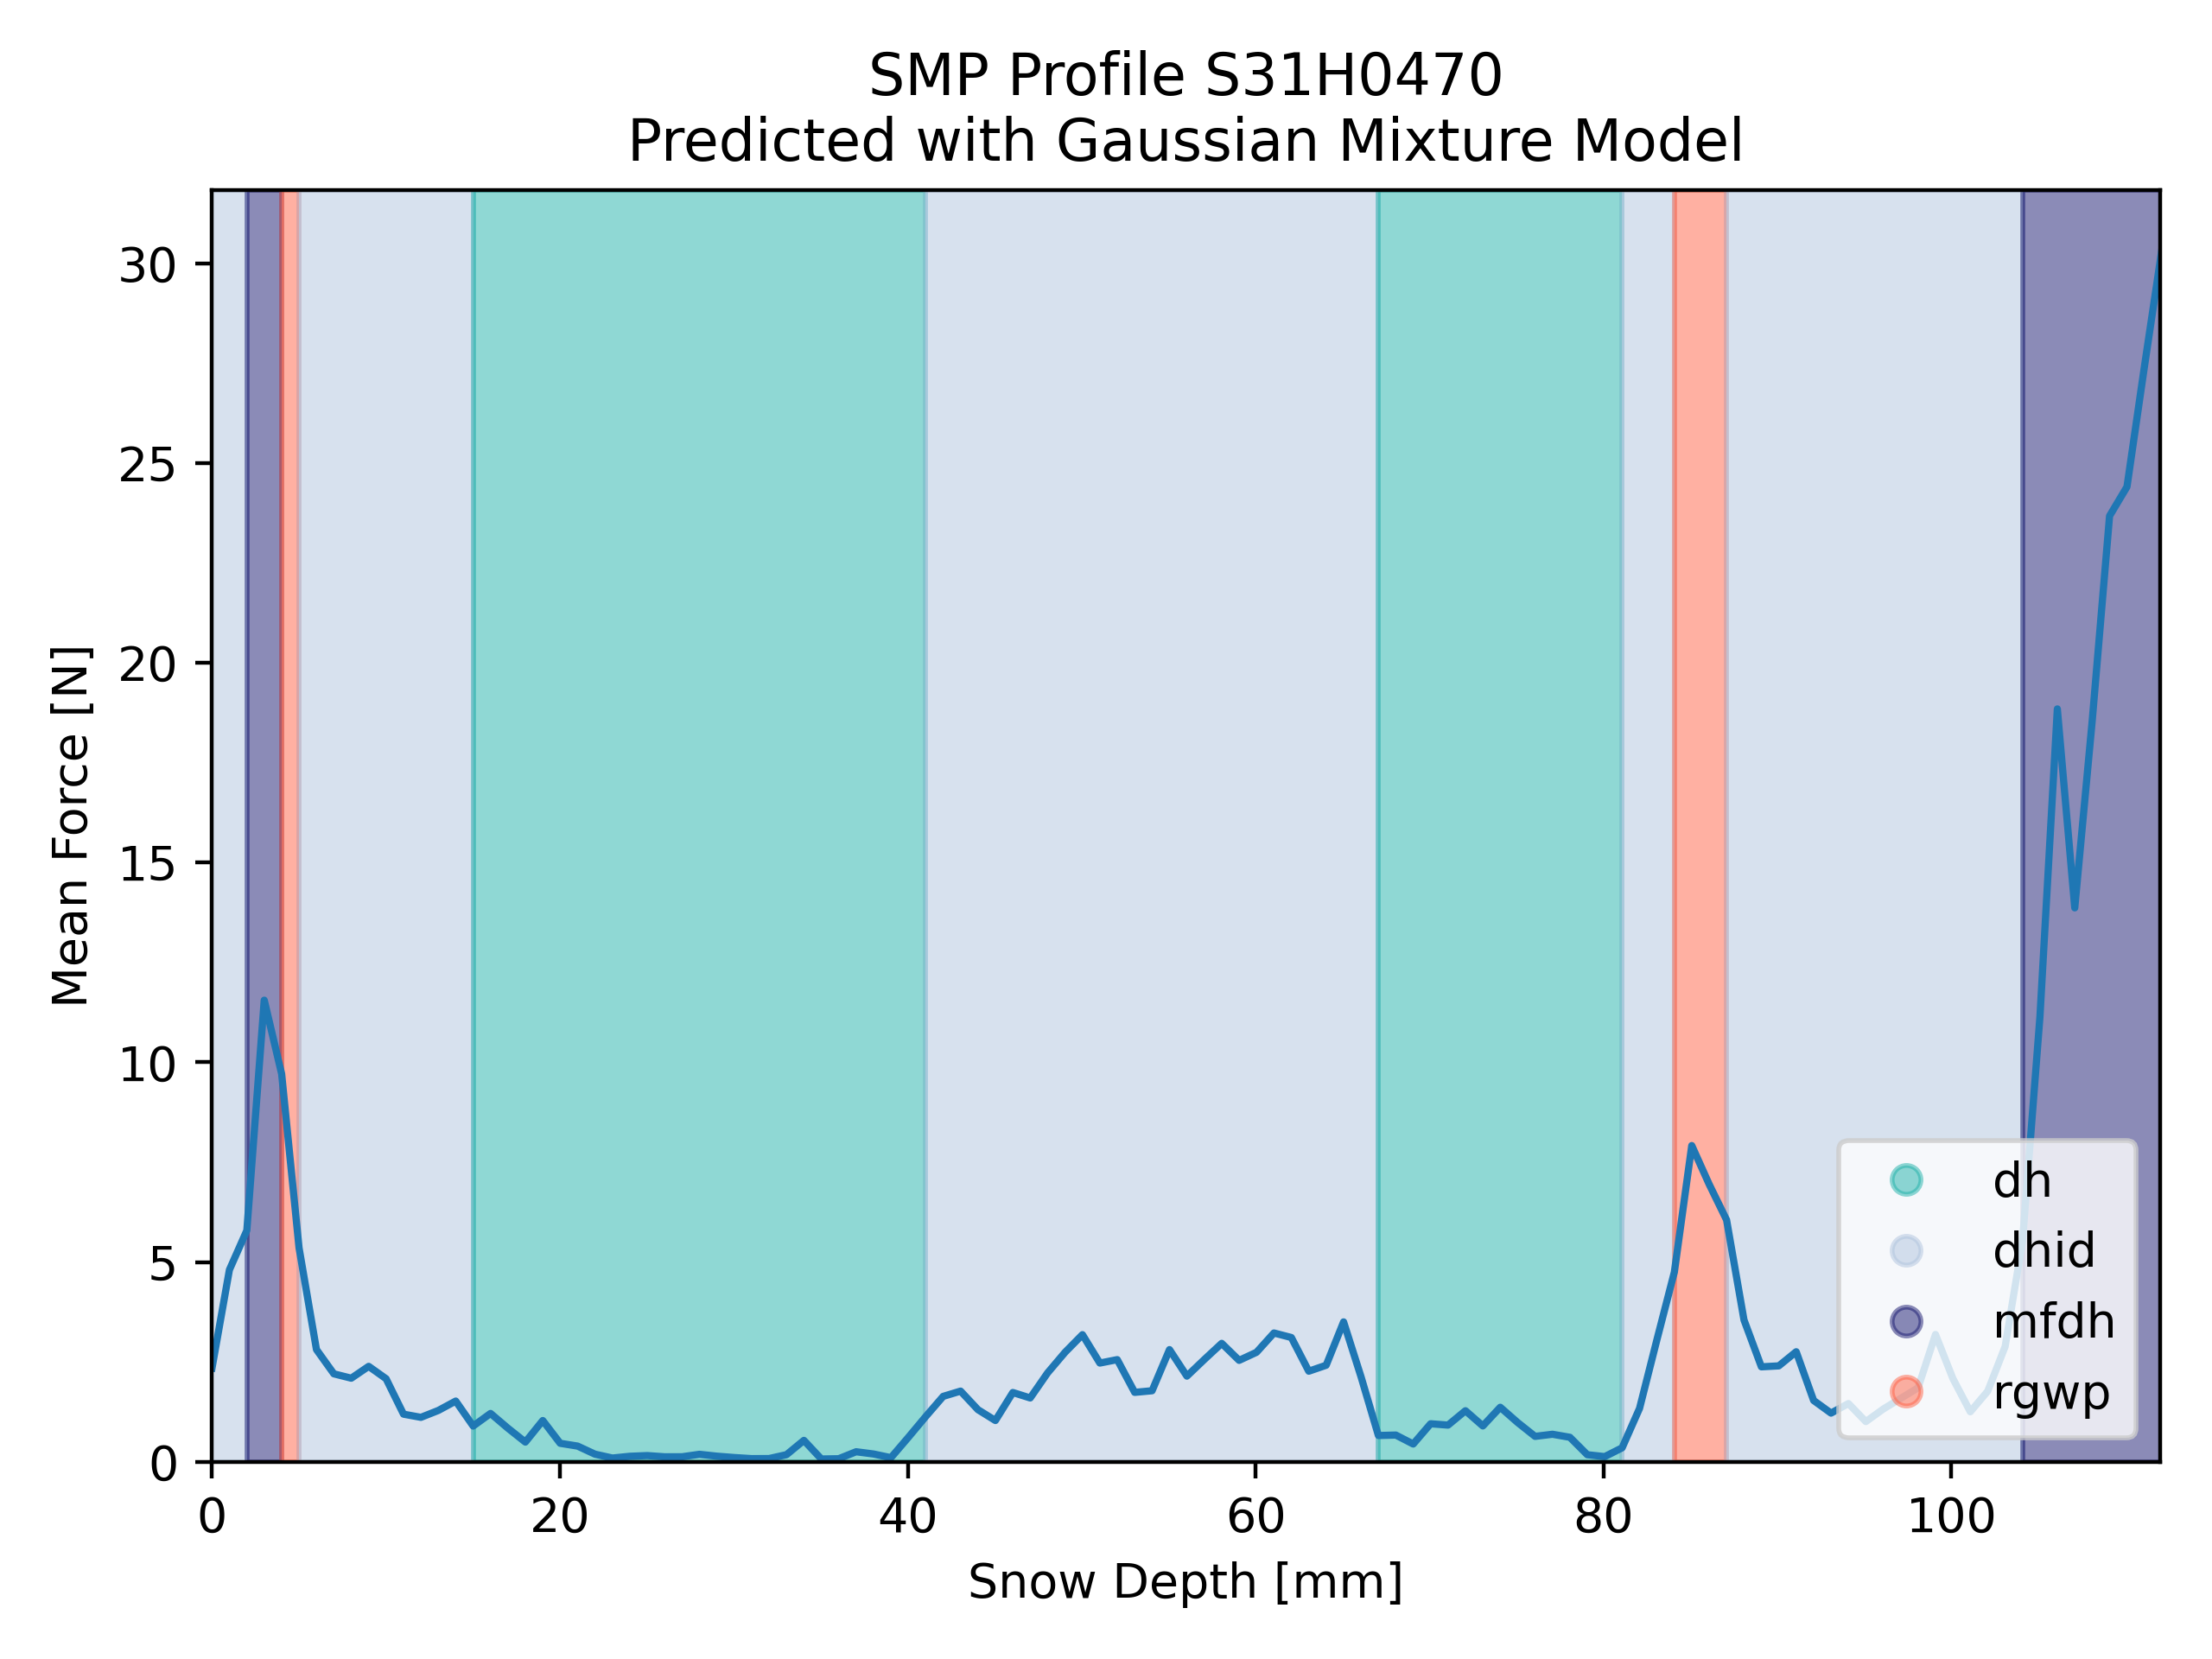 SMP Profile S31H0470
Predicted with Gaussian Mixture Model
Mean Force [N]
30
25
20
15
10
5
0
0 20 40 60 80 100
Snow Depth [mm]
dh
dhid
mfdh
rgwp